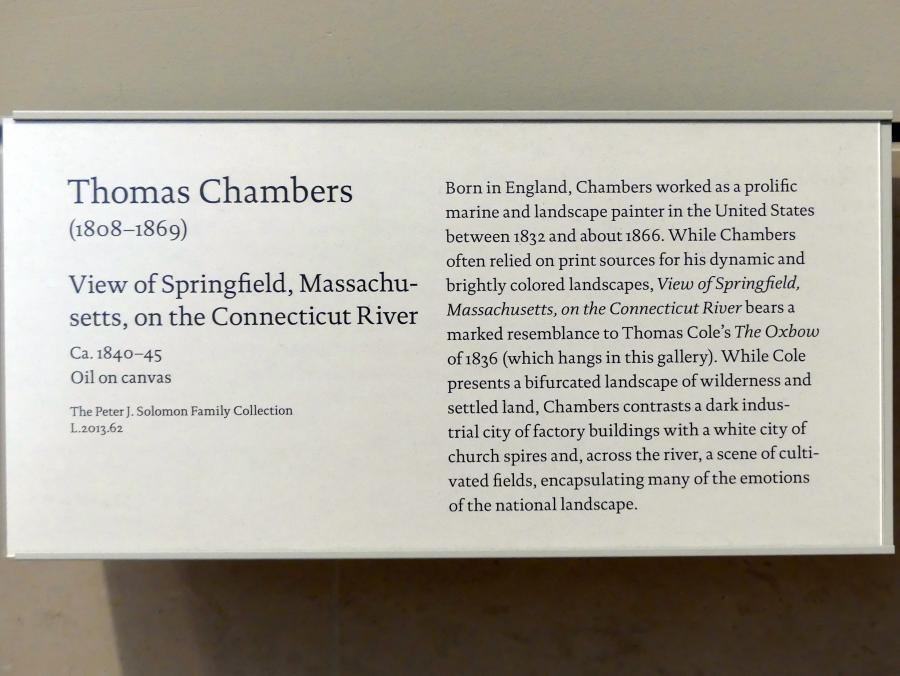 Thomas Chambers
(1808–1869)
View of Springfield, Massachu-
setts, on the Connecticut River
Ca. 1840–45
Oil on canvas
The Peter J. Solomon Family Collection
L.2013.62
Born in England, Chambers worked as a prolific
marine and landscape painter in the United States
between 1832 and about 1866. While Chambers
often relied on print sources for his dynamic and
brightly colored landscapes, View of Springfield,
Massachusetts, on the Connecticut River bears a
marked resemblance to Thomas Cole’s The Oxbow
of 1836 (which hangs in this gallery). While Cole
presents a bifurcated landscape of wilderness and
settled land, Chambers contrasts a dark indus-
trial city of factory buildings with a white city of
church spires and, across the river, a scene of culti-
vated fields, encapsulating many of the emotions
of the national landscape.